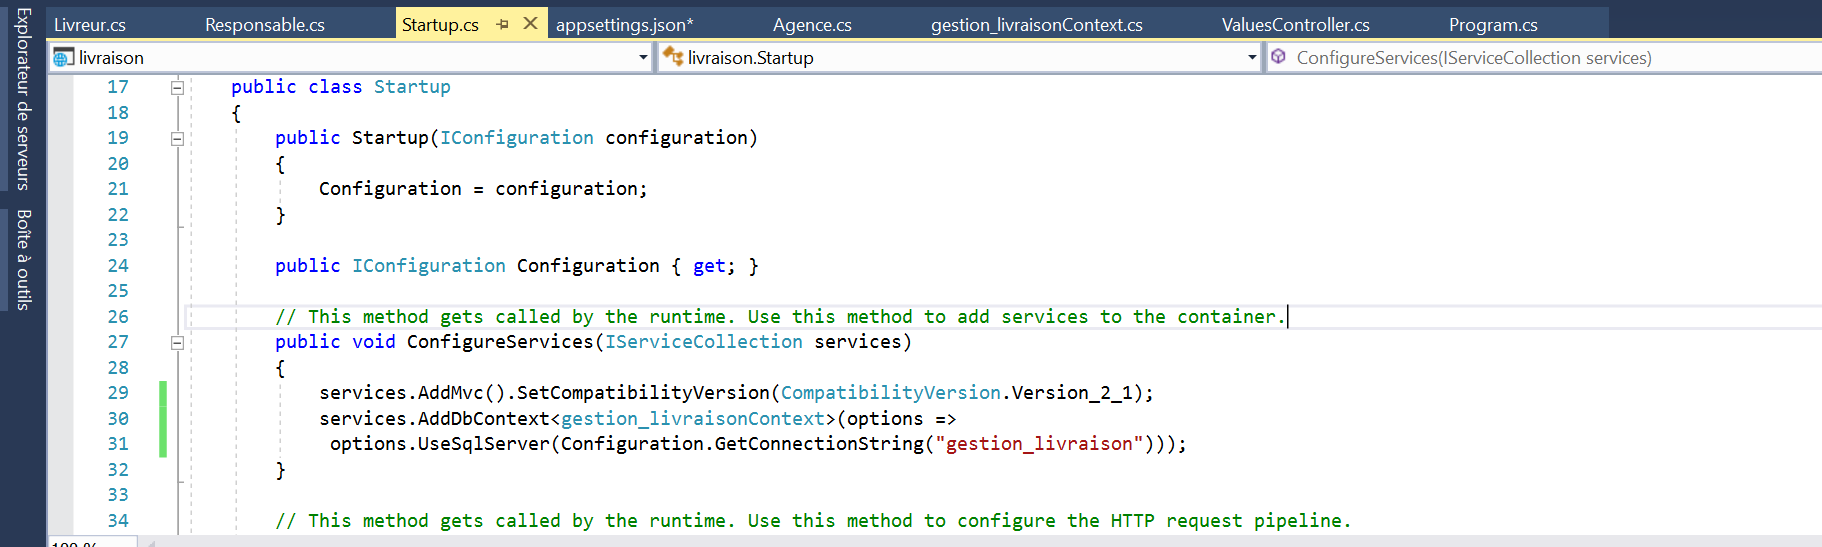 Explorateur de serveurs
Boîte à outils
Livreur.cs Responsable.cs Startup.cs appsettings.json* Agence.cs gestion_livraisonContext.cs ValuesController.cs Program.cs
livraison livraison.Startup ConfigureServices(IServiceCollection services)
17 public class Startup
18 {
19 public Startup(IConfiguration configuration)
20 {
21 Configuration = configuration;
22 }
23
24 public IConfiguration Configuration { get; }
25
26 // This method gets called by the runtime. Use this method to add services to the container.
27 public void ConfigureServices(IServiceCollection services)
28 {
29 services.AddMvc().SetCompatibilityVersion(CompatibilityVersion.Version_2_1);
30 services.AddDbContext<gestion_livraisonContext>(options =>
31 options.UseSqlServer(Configuration.GetConnectionString("gestion_livraison")));
32 }
33
34 // This method gets called by the runtime. Use this method to configure the HTTP request pipeline.